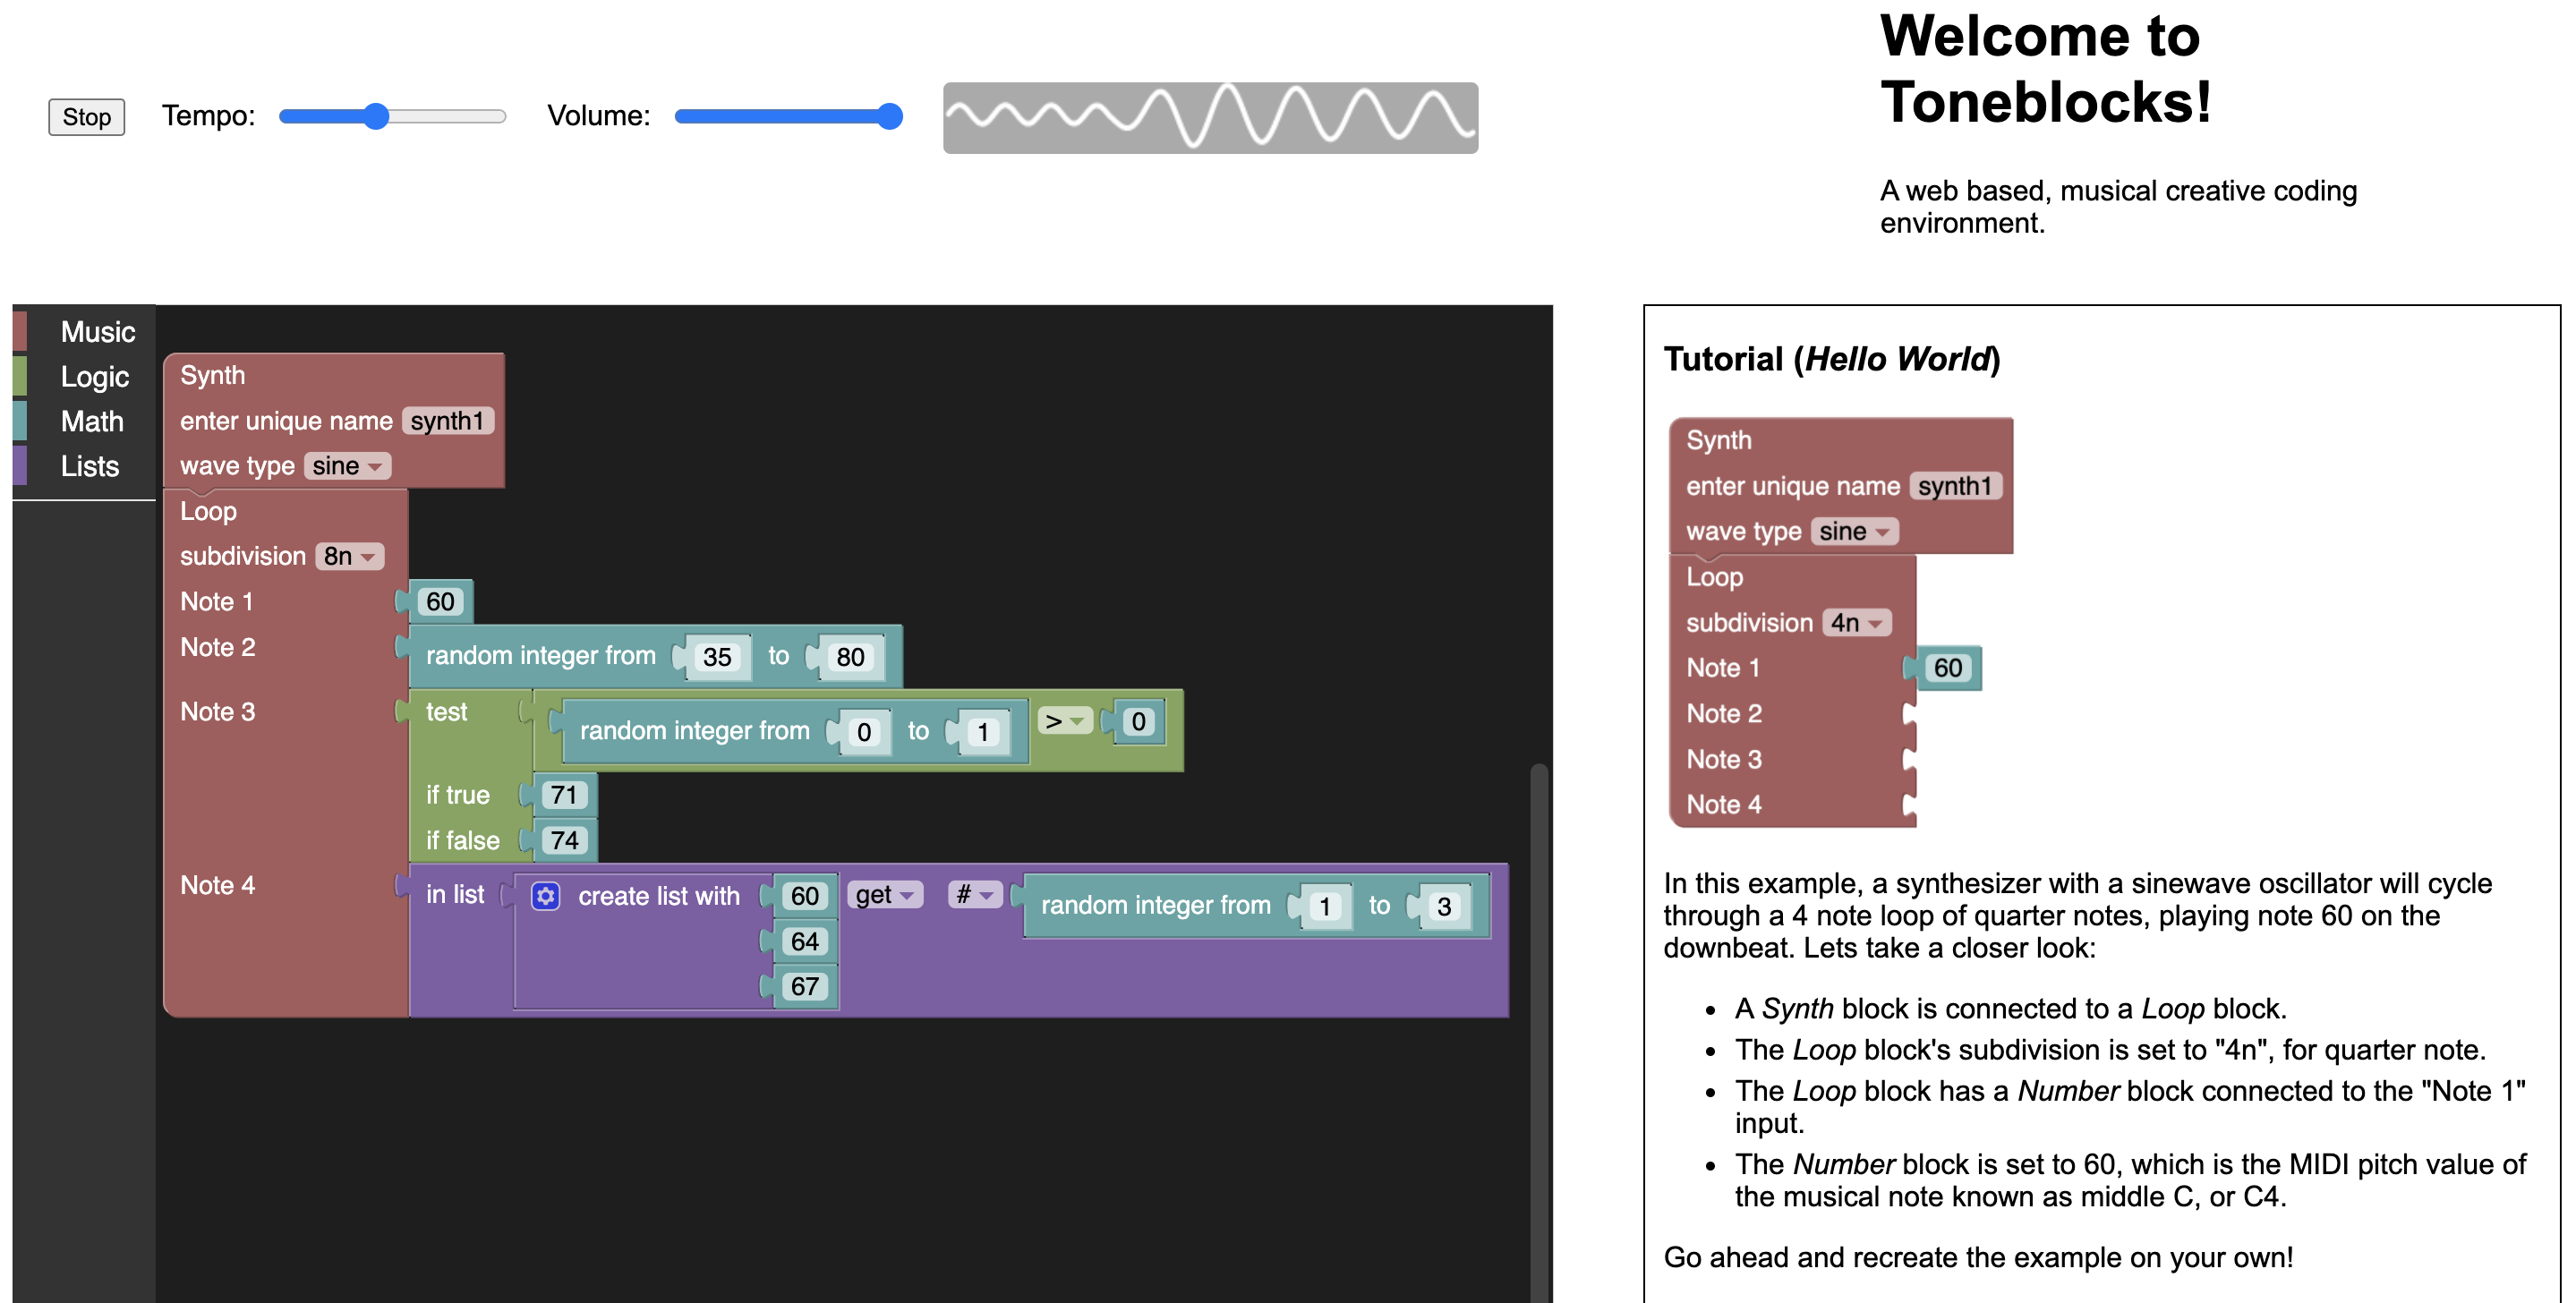 Welcome to
Toneblocks!
A web based, musical creative coding
environment.
Stop
Tempo:
Volume:
Music
Logic
Math
Lists
Synth
enter unique name synth1
wave type sine
Loop
subdivision 8n
Note 1 60
Note 2 random integer from 35 to 80
Note 3 test random integer from 0 to 1 > 0
if true 71
if false 74
Note 4 in list create list with 60 get # random integer from 1 to 3
64
67
Tutorial (Hello World)
Synth
enter unique name synth1
wave type sine
Loop
subdivision 4n
Note 1 60
Note 2
Note 3
Note 4
In this example, a synthesizer with a sinewave oscillator will cycle
through a 4 note loop of quarter notes, playing note 60 on the
downbeat. Lets take a closer look:
• A Synth block is connected to a Loop block.
• The Loop block's subdivision is set to "4n", for quarter note.
• The Loop block has a Number block connected to the "Note 1"
input.
• The Number block is set to 60, which is the MIDI pitch value of
the musical note known as middle C, or C4.
Go ahead and recreate the example on your own!